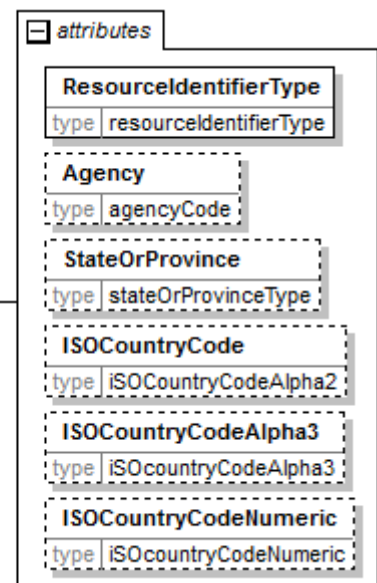 attributes
ResourceIdentifierType
type resourceIdentifierType
Agency
type agencyCode
StateOrProvince
type stateOrProvinceType
ISOCountryCode
type iSOCountryCodeAlpha2
ISOCountryCodeAlpha3
type iSOcountryCodeAlpha3
ISOCountryCodeNumeric
type iSOcountryCodeNumeric